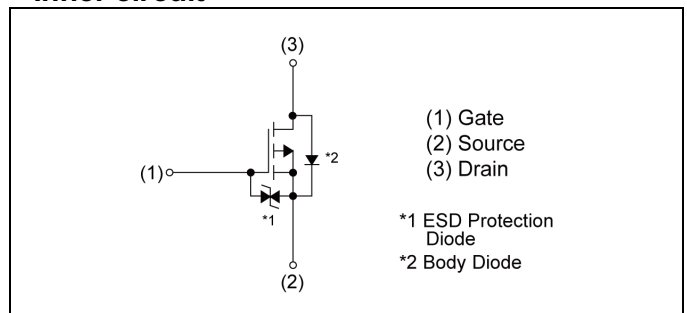 (3)
(1)
*2
*1
(2)
(1) Gate
(2) Source
(3) Drain
*1 ESD Protection
Diode
*2 Body Diode